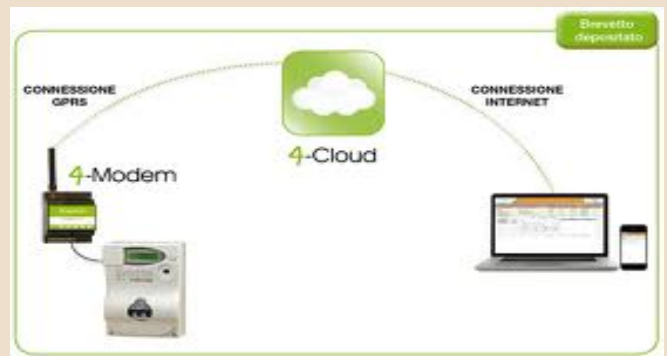 Brevetto
depositato
CONNESSIONE
GPRS
CONNESSIONE
INTERNET
4-Cloud
4-Modem